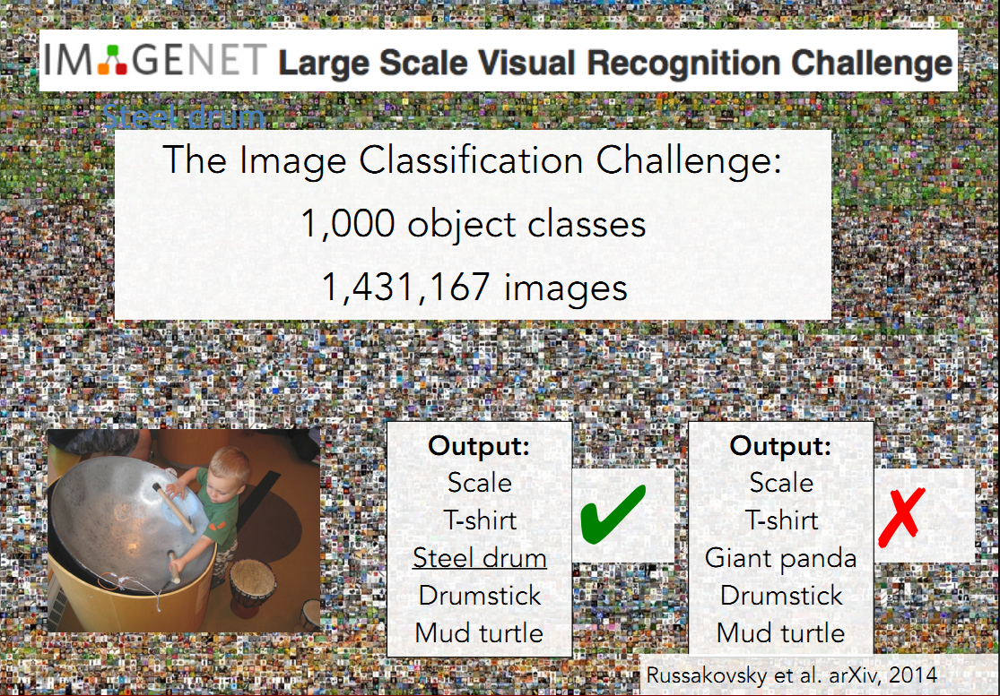 IMAGENET Large Scale Visual Recognition Challenge
Steel drum
The Image Classification Challenge:
1,000 object classes
1,431,167 images
Output:
Scale
T-shirt
Steel drum
Drumstick
Mud turtle
✔
Output:
Scale
T-shirt
Giant panda
Drumstick
Mud turtle
✗
Russakovsky et al. arXiv, 2014